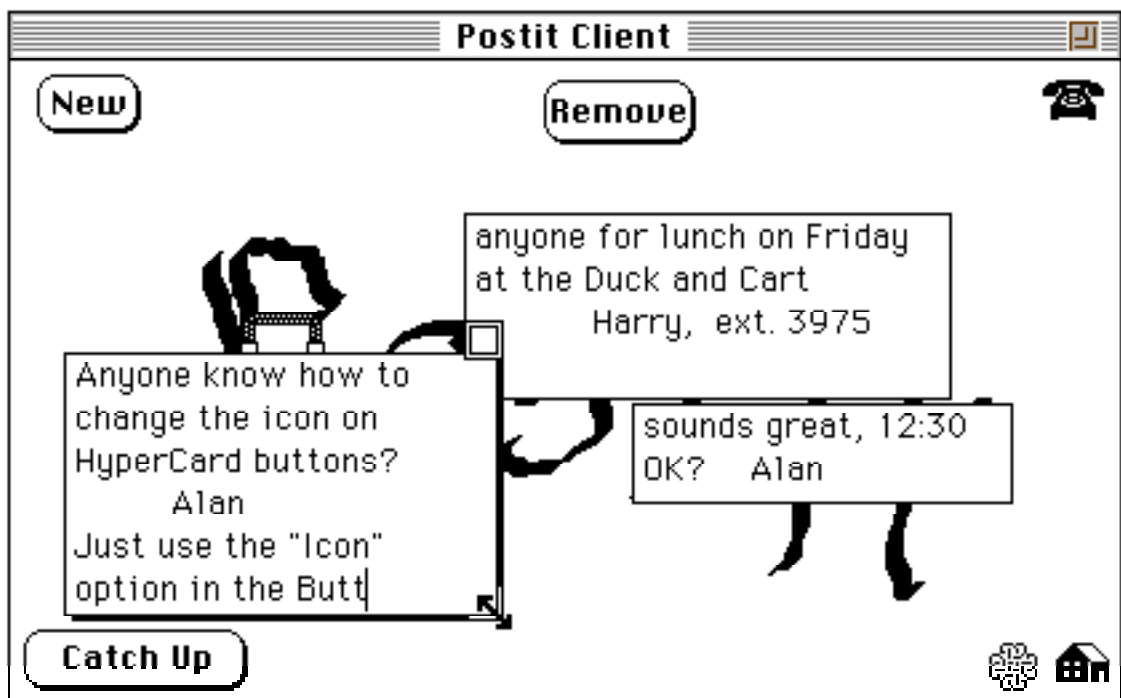 Postit Client
New
Remove
anyone for lunch on Friday
at the Duck and Cart
Harry, ext. 3975
Anyone know how to
change the icon on
HyperCard buttons?
Alan
Just use the "Icon"
option in the Butt
sounds great, 12:30
OK? Alan
Catch Up